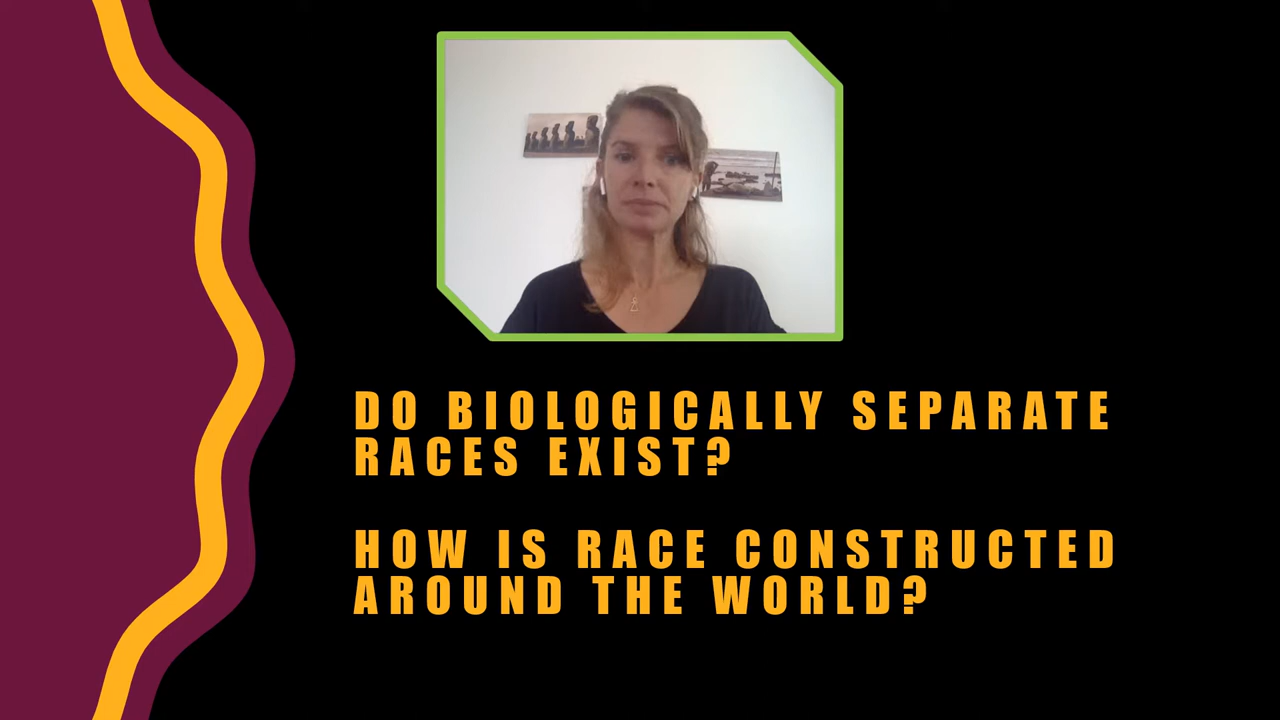 DO BIOLOGICALLY SEPARATE
RACES EXIST?
HOW IS RACE CONSTRUCTED
AROUND THE WORLD?